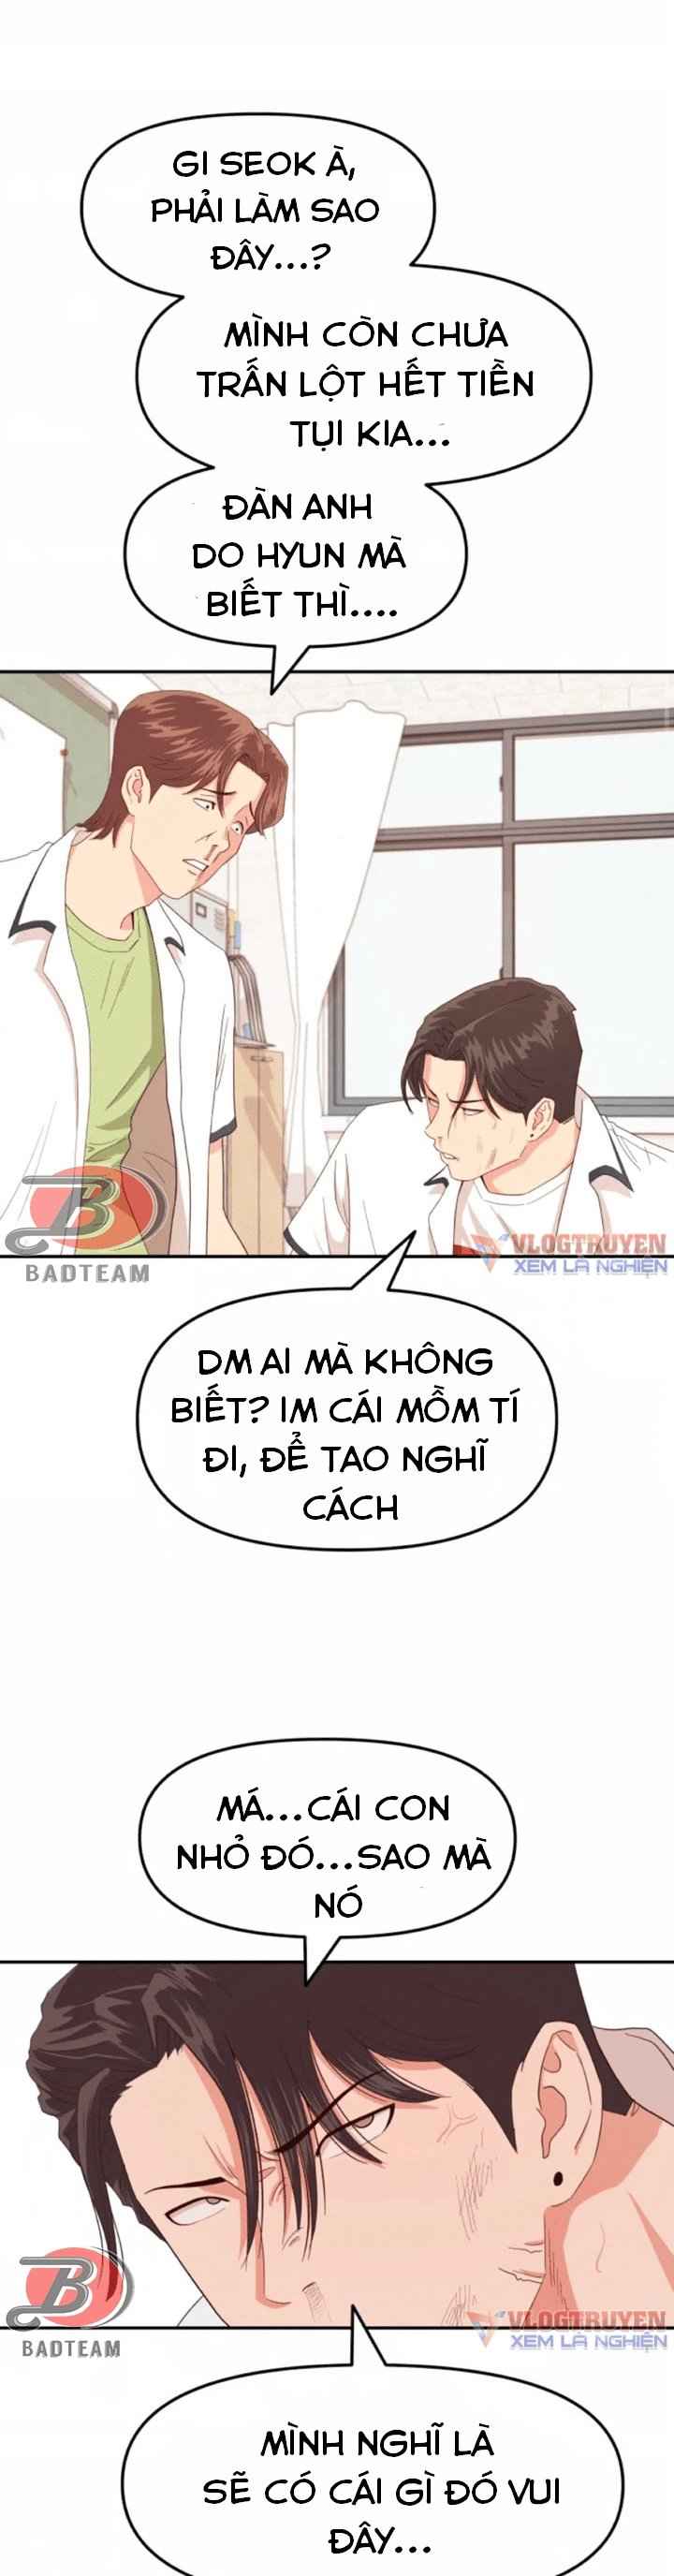 GI SEOK À,
PHẢI LÀM SAO
ĐÂY...?
MÌNH CÒN CHƯA
TRẤN LỘT HẾT TIỀN
TỤI KIA...
ĐÀN ANH
DO HYUN MÀ
BIẾT THÌ....
B
BADTEAM
VLOGTRUYEN
XEM LÀ NGHIỆN
DM AI MÀ KHÔNG
BIẾT? IM CÁI MỒM TÍ
ĐI, ĐỂ TAO NGHĨ
CÁCH
MÁ...CÁI CON
NHỎ ĐÓ...SAO MÀ
NÓ
B
BADTEAM
VLOGTRUYEN
XEM LÀ NGHIỆN
MÌNH NGHĨ LÀ
SẼ CÓ CÁI GÌ ĐÓ VUI
ĐÂY...